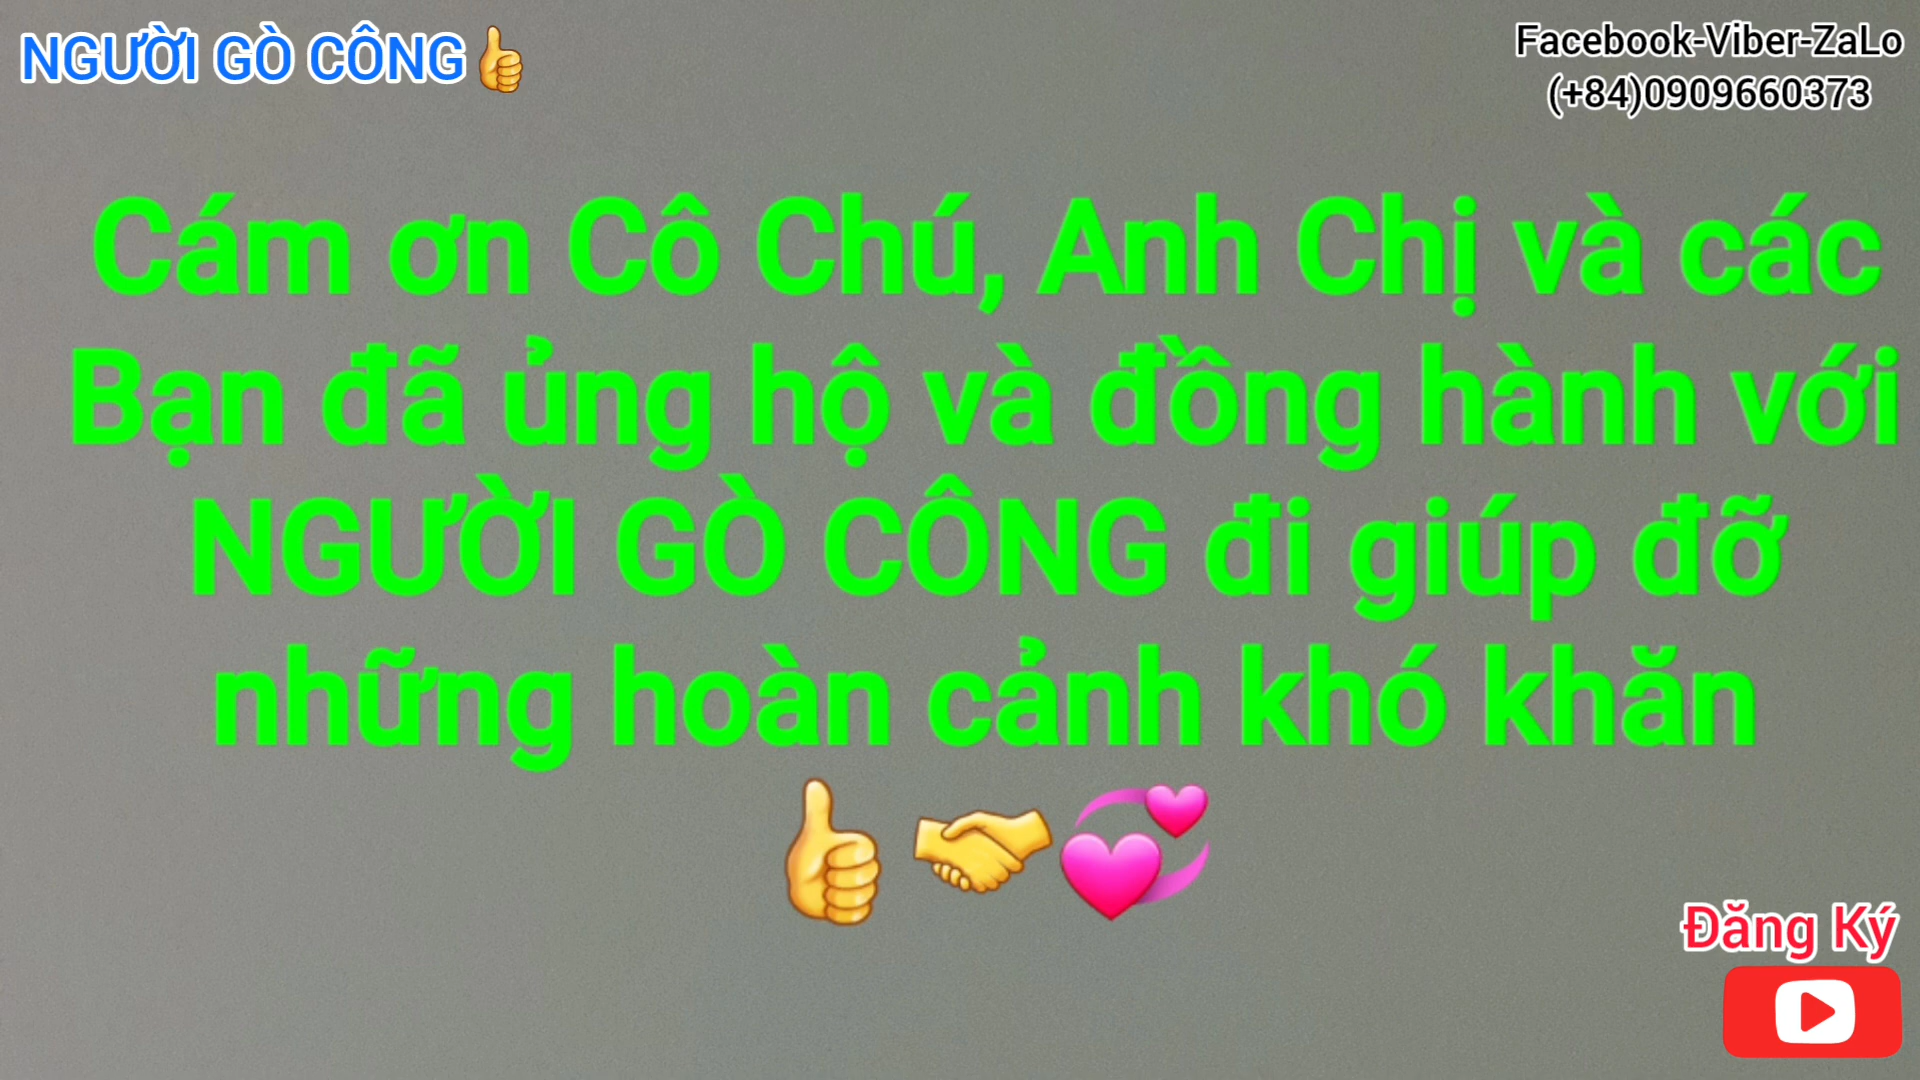 NGƯỜI GÒ CÔNG👍
Facebook-Viber-ZaLo
(+84)0909660373
Cám ơn Cô Chú, Anh Chị và các
Bạn đã ủng hộ và đồng hành với
NGƯỜI GÒ CÔNG đi giúp đỡ
những hoàn cảnh khó khăn
👍🤝💞
Đăng Ký